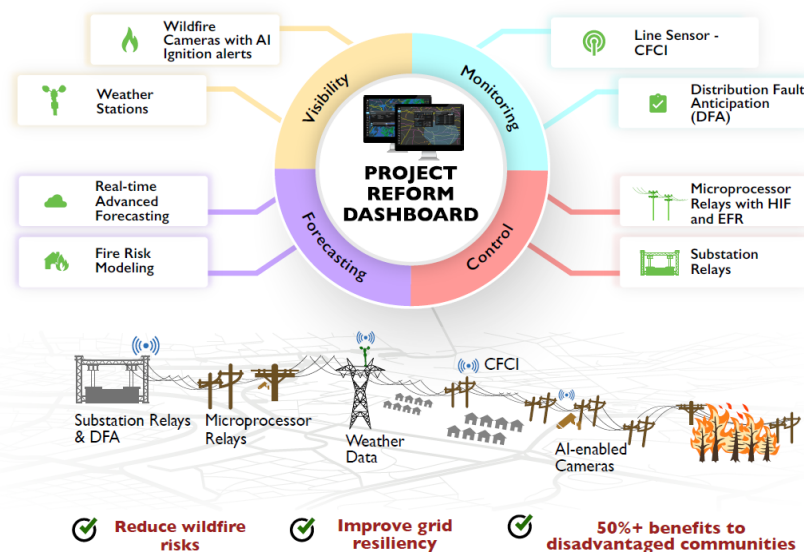 Wildfire
Cameras with AI
Ignition alerts
Weather
Stations
Real-time
Advanced
Forecasting
Fire Risk
Modeling
Visibility
Monitoring
Forecasting
Control
PROJECT
REFORM
DASHBOARD
Line Sensor -
CFCI
Distribution Fault
Anticipation
(DFA)
Microprocessor
Relays with HIF
and EFR
Substation
Relays
Substation Relays
& DFA
Microprocessor
Relays
Weather
Data
CFCI
AI-enabled
Cameras
Reduce wildfire
risks
Improve grid
resiliency
50%+ benefits to
disadvantaged communities